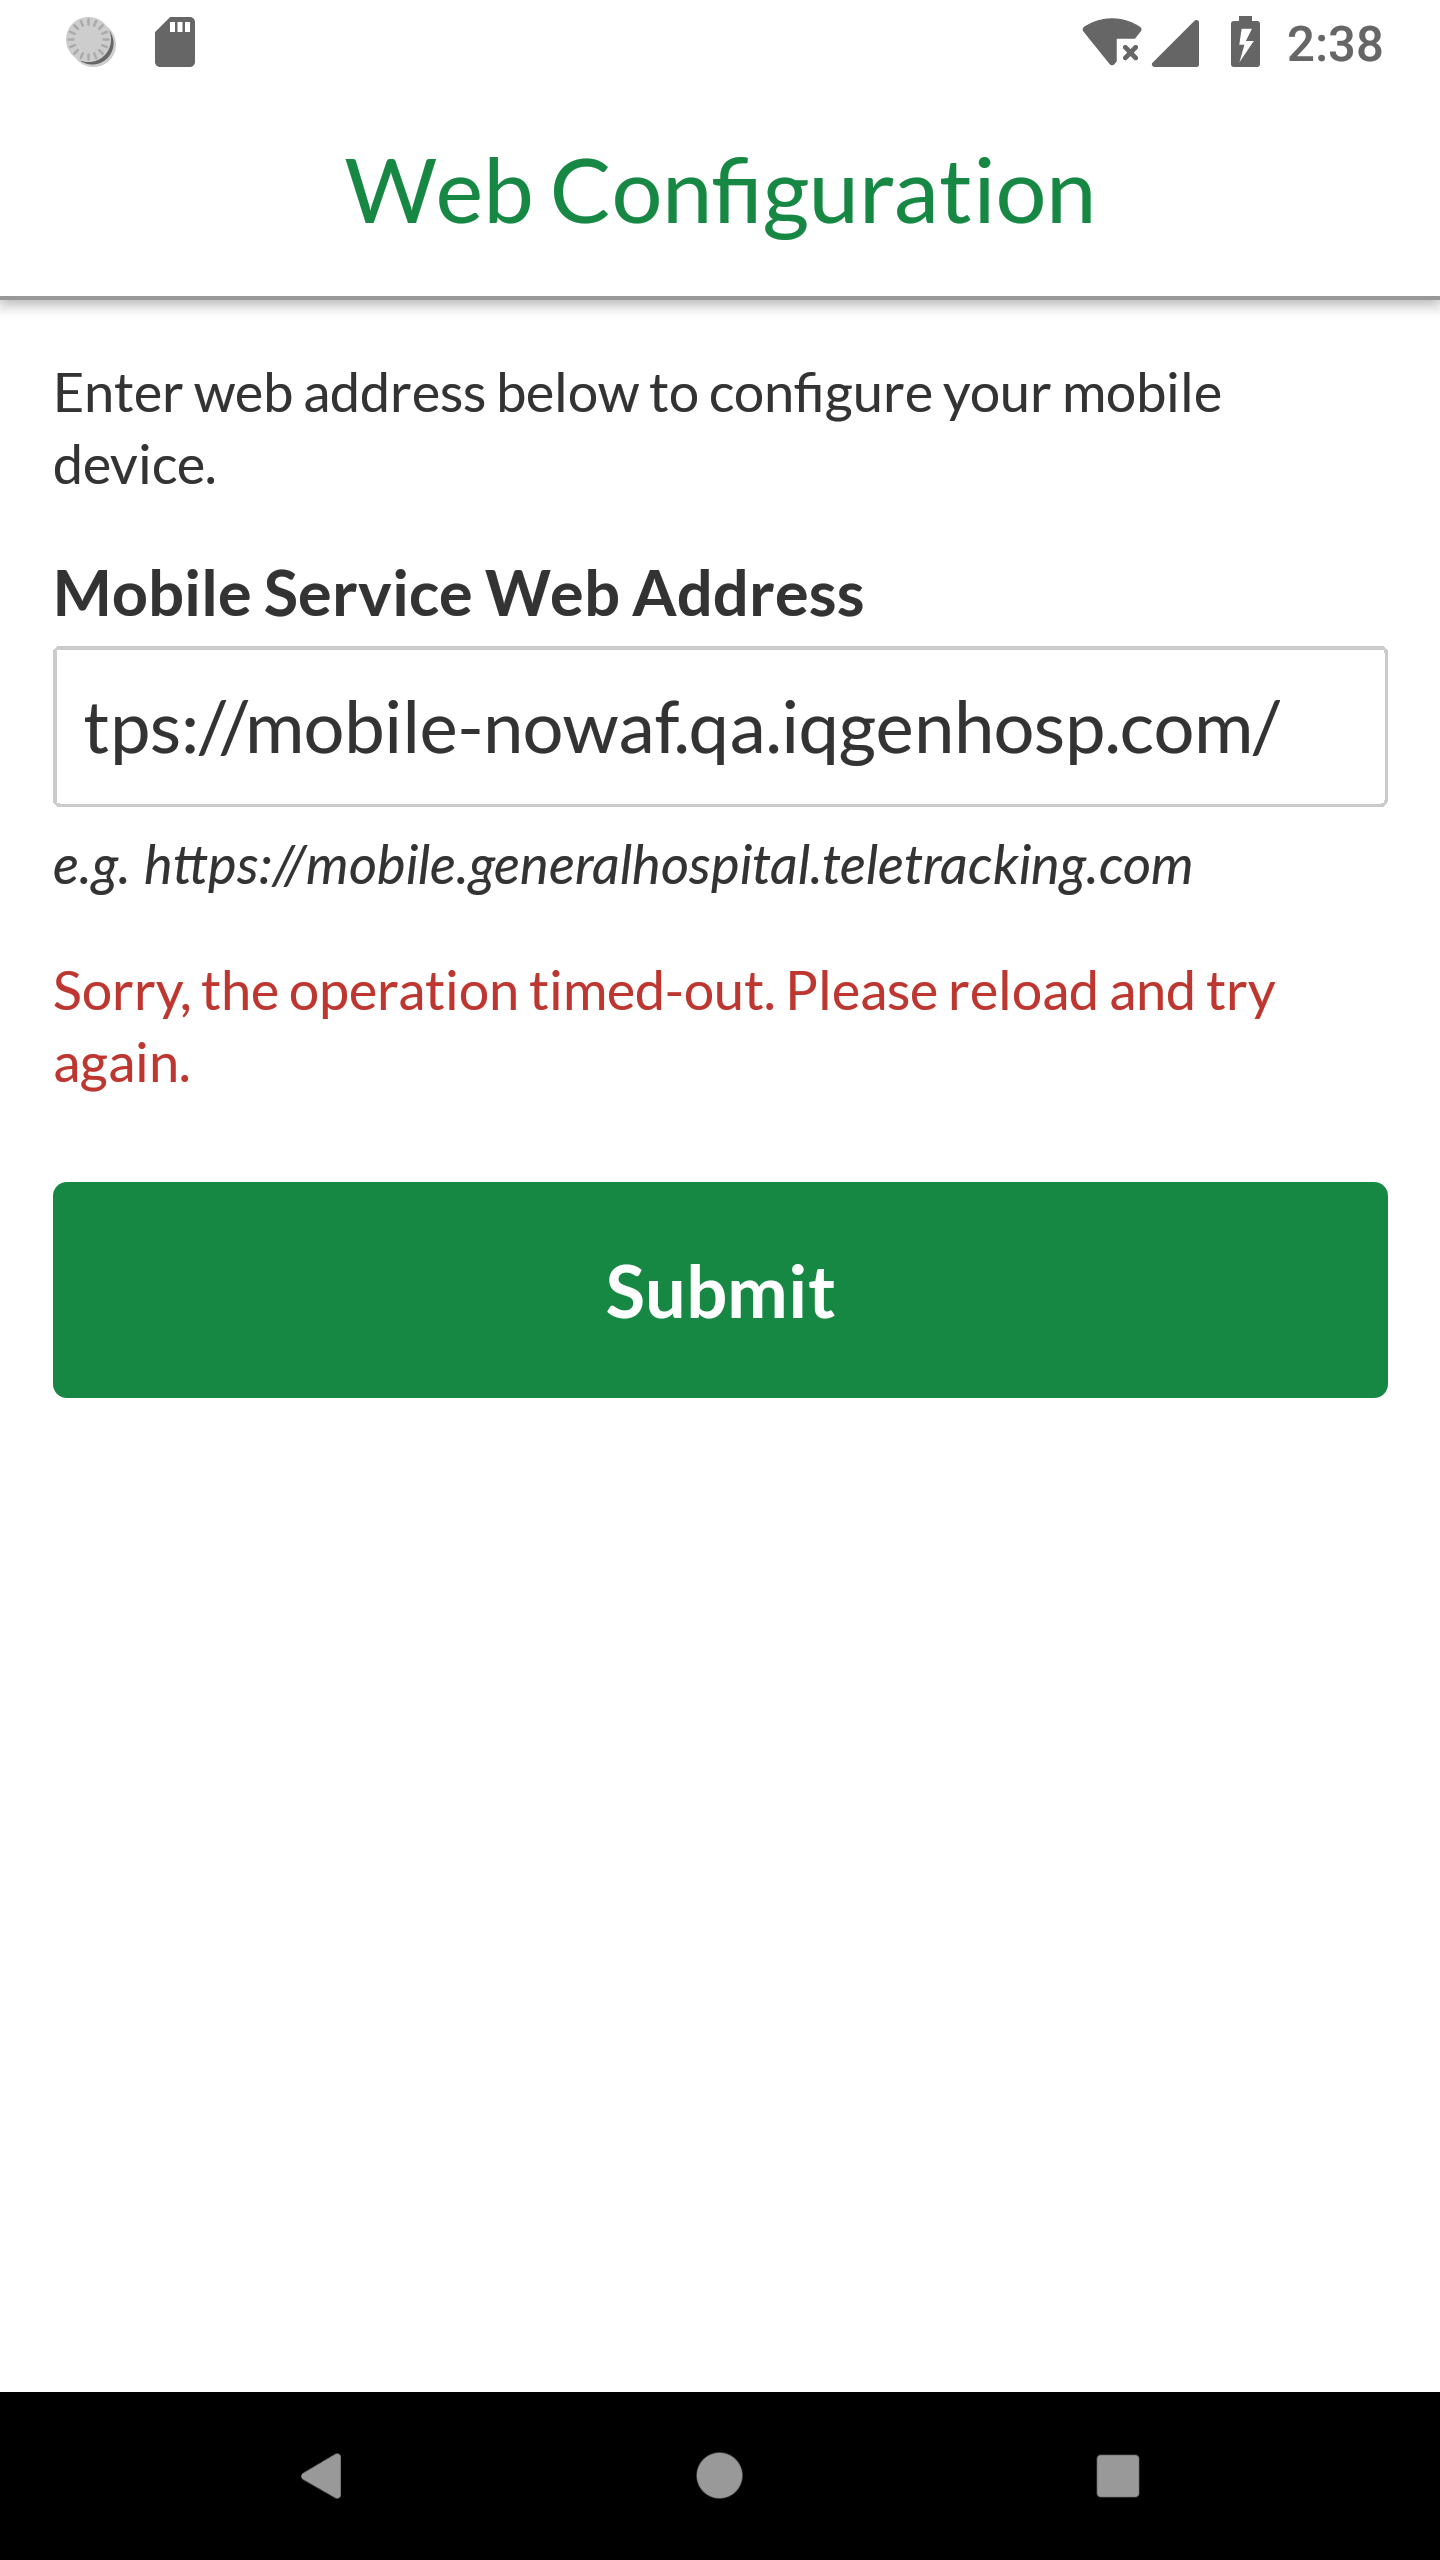 2:38
Web Configuration
Enter web address below to configure your mobile
device.
Mobile Service Web Address
tps://mobile-nowaf.qa.iqgenhosp.com/
e.g. https://mobile.generalhospital.teletracking.com
Sorry, the operation timed-out. Please reload and try
again.
Submit